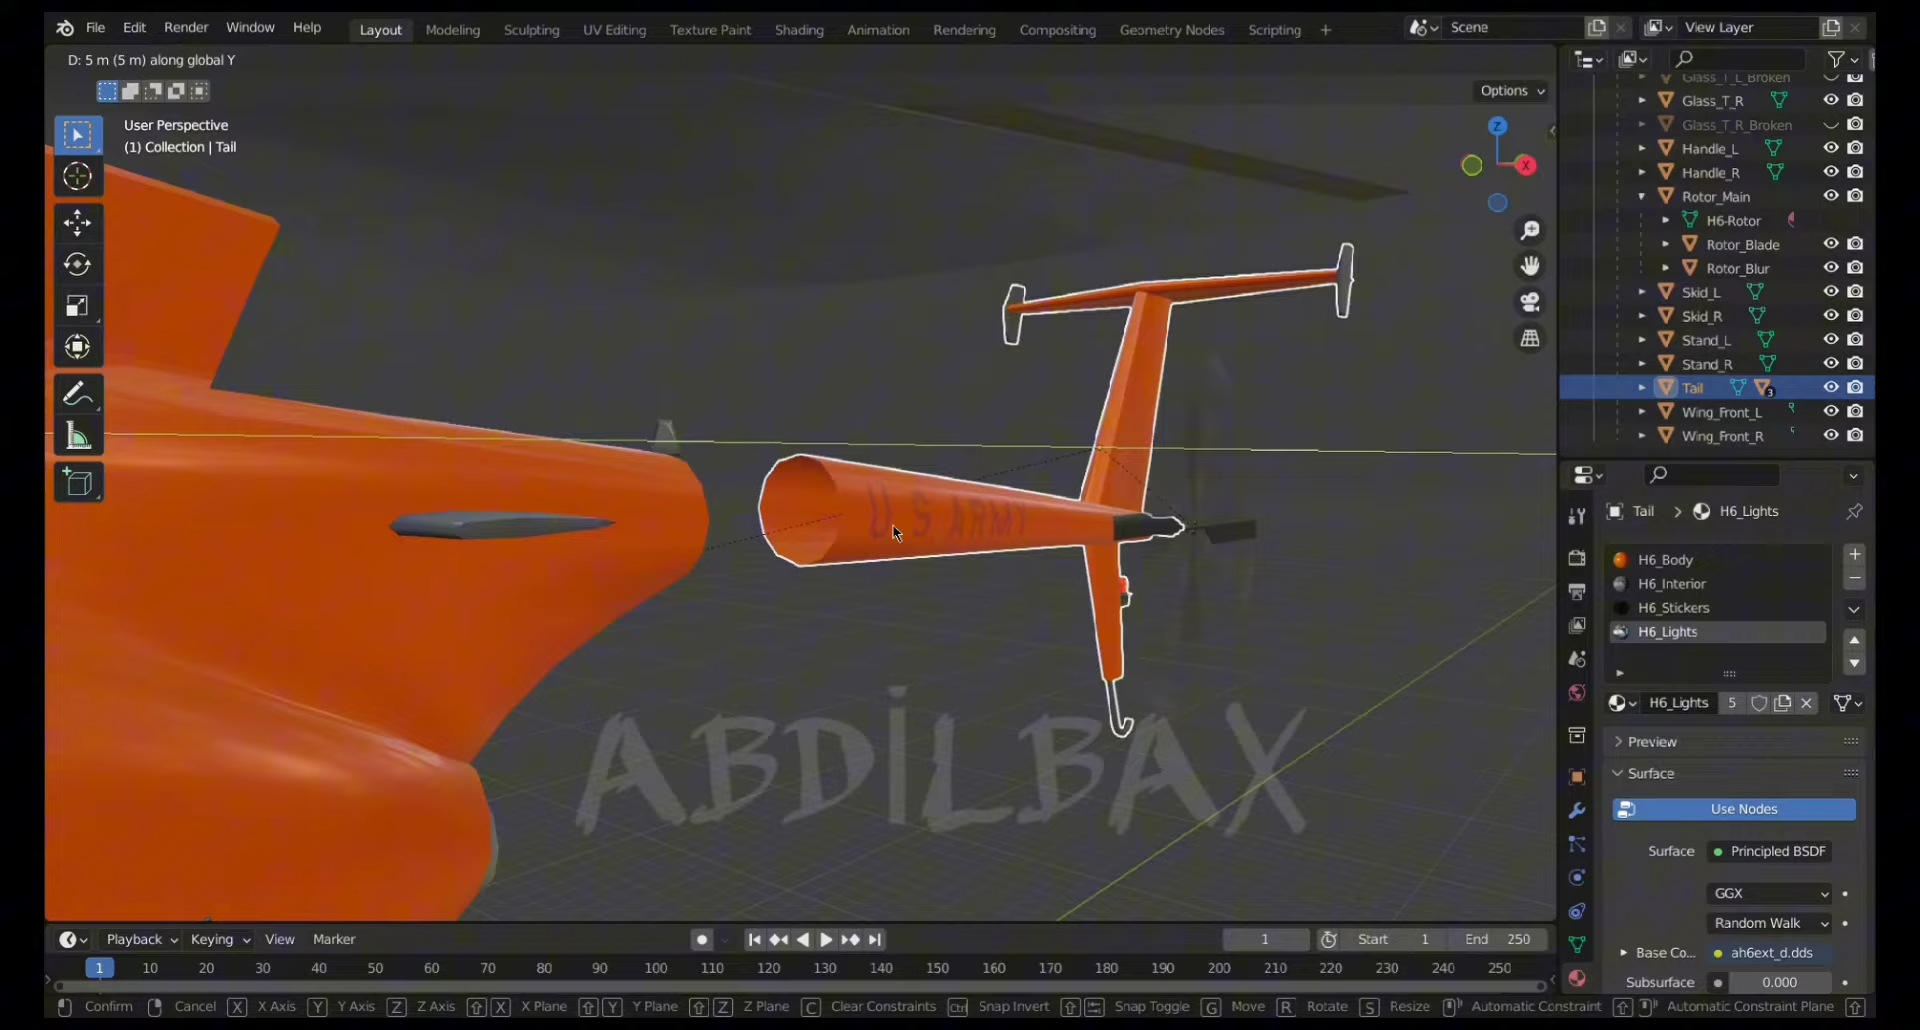 File Edit Render Window Help Layout Modeling Sculpting UV Editing Texture Paint Shading Animation Rendering Compositing Geometry Nodes Scripting + Scene View Layer
D: 5 m (5 m) along global Y
Options
User Perspective
(1) Collection | Tail
Z
X
U S ARMY
ABDILBAX
Glass_T_L_Broken
Glass_T_R
Glass_T_R_Broken
Handle_L
Handle_R
Rotor_Main
H6-Rotor
Rotor_Blade
Rotor_Blur
Skid_L
Skid_R
Stand_L
Stand_R
Tail 3
Wing_Front_L
Wing_Front_R
Tail > H6_Lights
H6_Body
H6_Interior
H6_Stickers
H6_Lights
H6_Lights 5
Preview
Surface
Use Nodes
Surface Principled BSDF
GGX
Random Walk
Base Co... ah6ext_d.dds
Subsurface 0.000
Playback Keying View Marker 1 Start 1 End 250
1 10 20 30 40 50 60 70 80 90 100 110 120 130 140 150 160 170 180 190 200 210 220 230 240 250
Confirm Cancel X X Axis Y Y Axis Z Z Axis X X Plane Y Y Plane Z Z Plane C Clear Constraints Ctrl Snap Invert Snap Toggle G Move R Rotate S Resize Automatic Constraint Automatic Constraint Plane